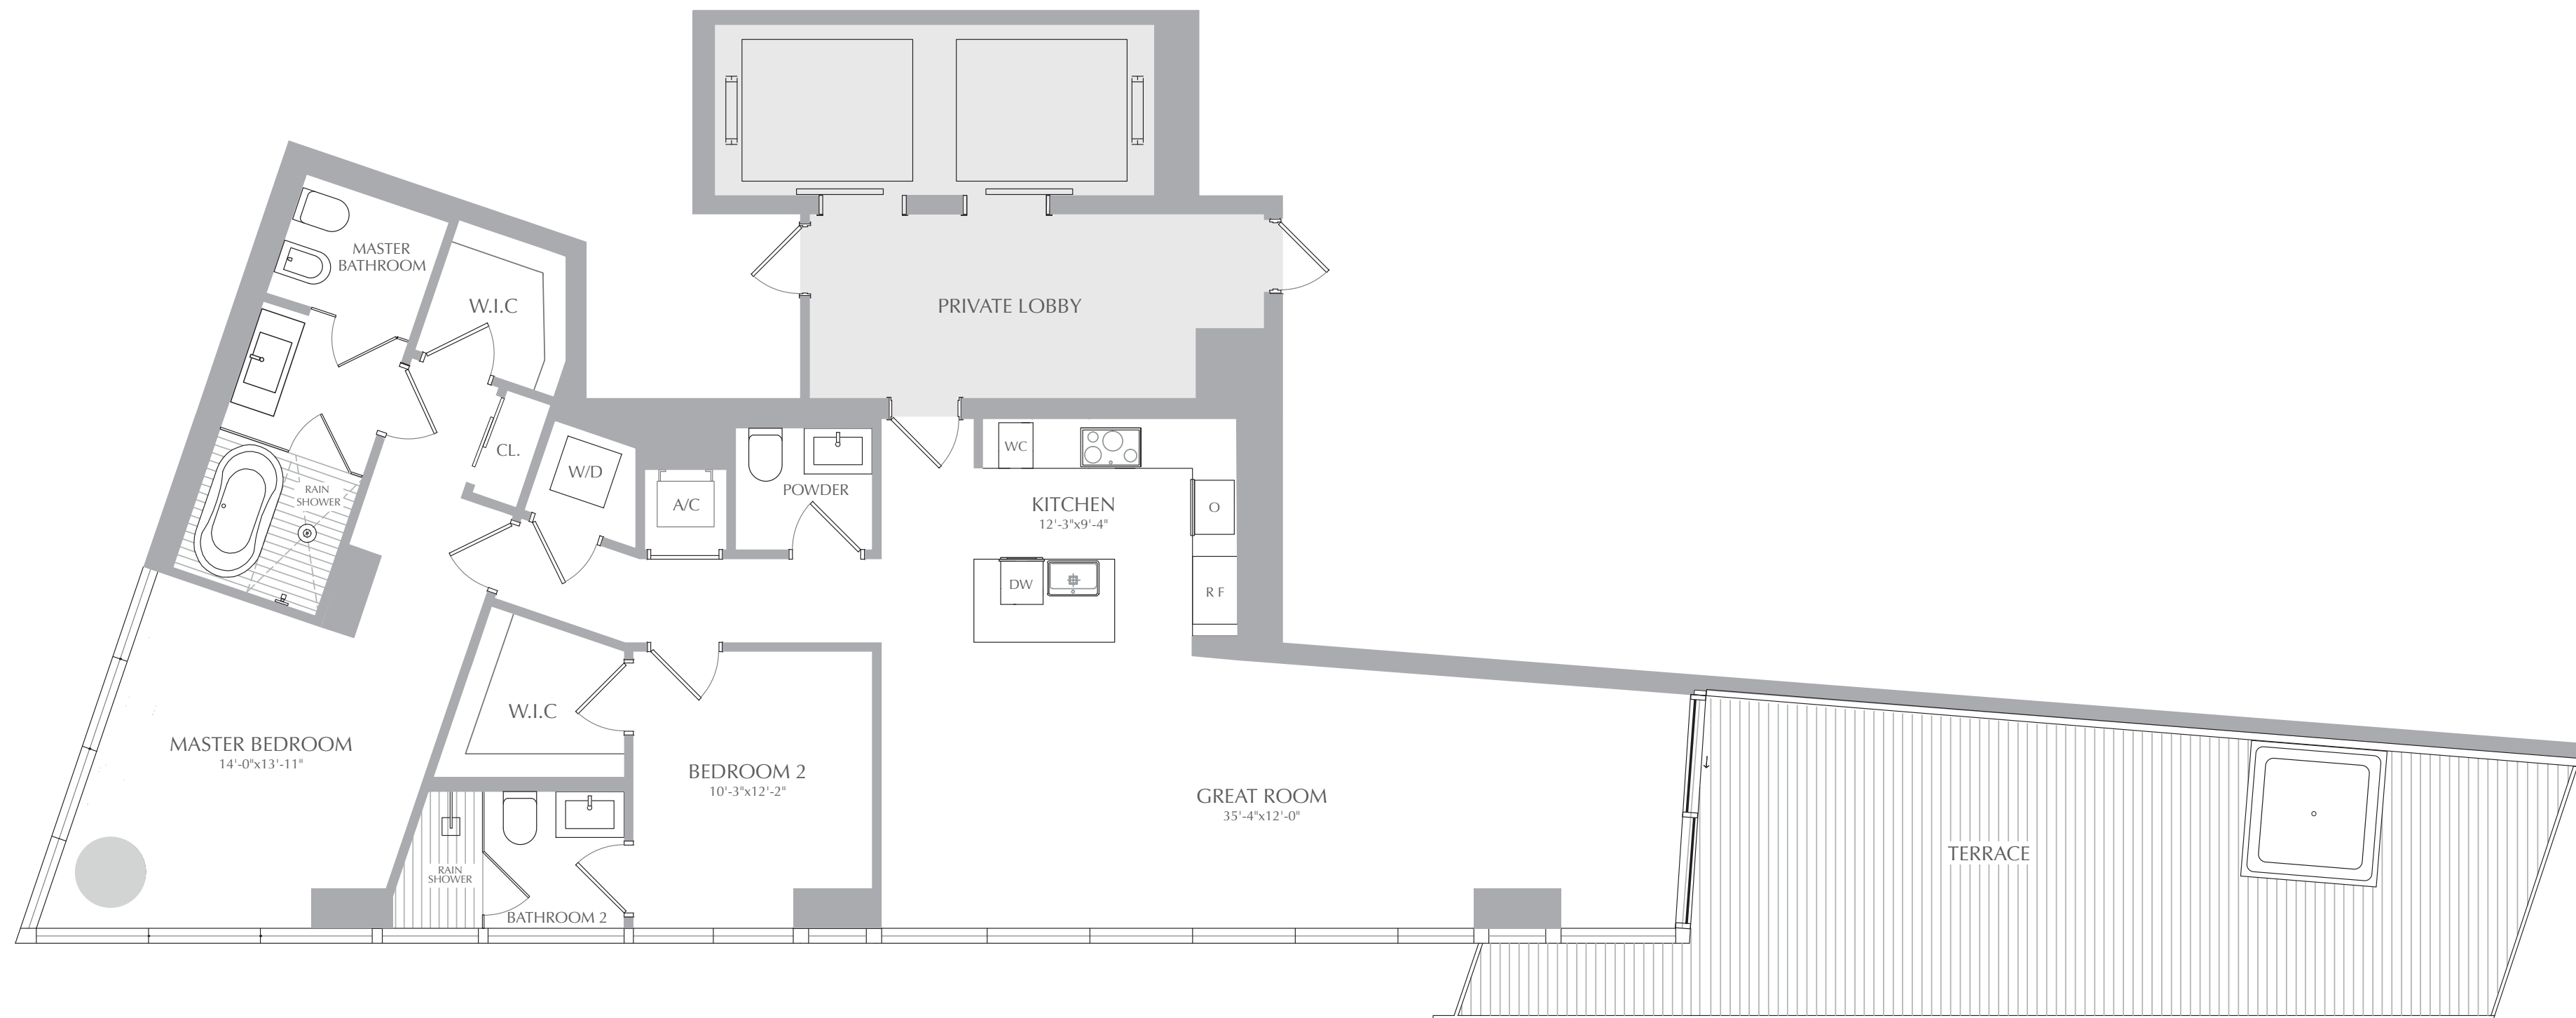 PRIVATE LOBBY
MASTER
BATHROOM
W.I.C
CL.
W/D
A/C
POWDER
WC
KITCHEN
12'-3"x9'-4"
O
R F
DW
RAIN
SHOWER
MASTER BEDROOM
14'-0"x13'-11"
W.I.C
BEDROOM 2
10'-3"x12'-2"
GREAT ROOM
35'-4"x12'-0"
TERRACE
RAIN
SHOWER
BATHROOM 2